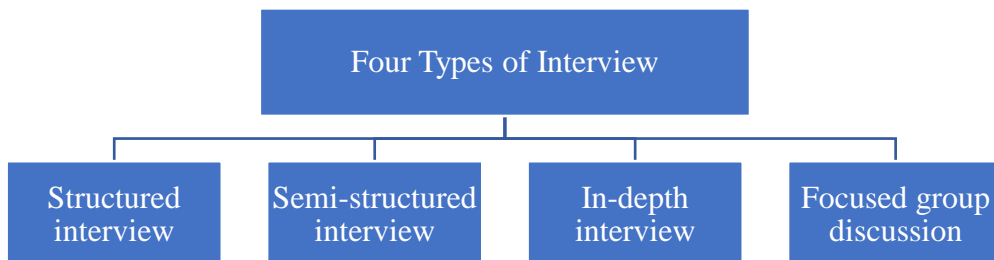 Four Types of Interview
Structured
interview
Semi-structured
interview
In-depth
interview
Focused group
discussion